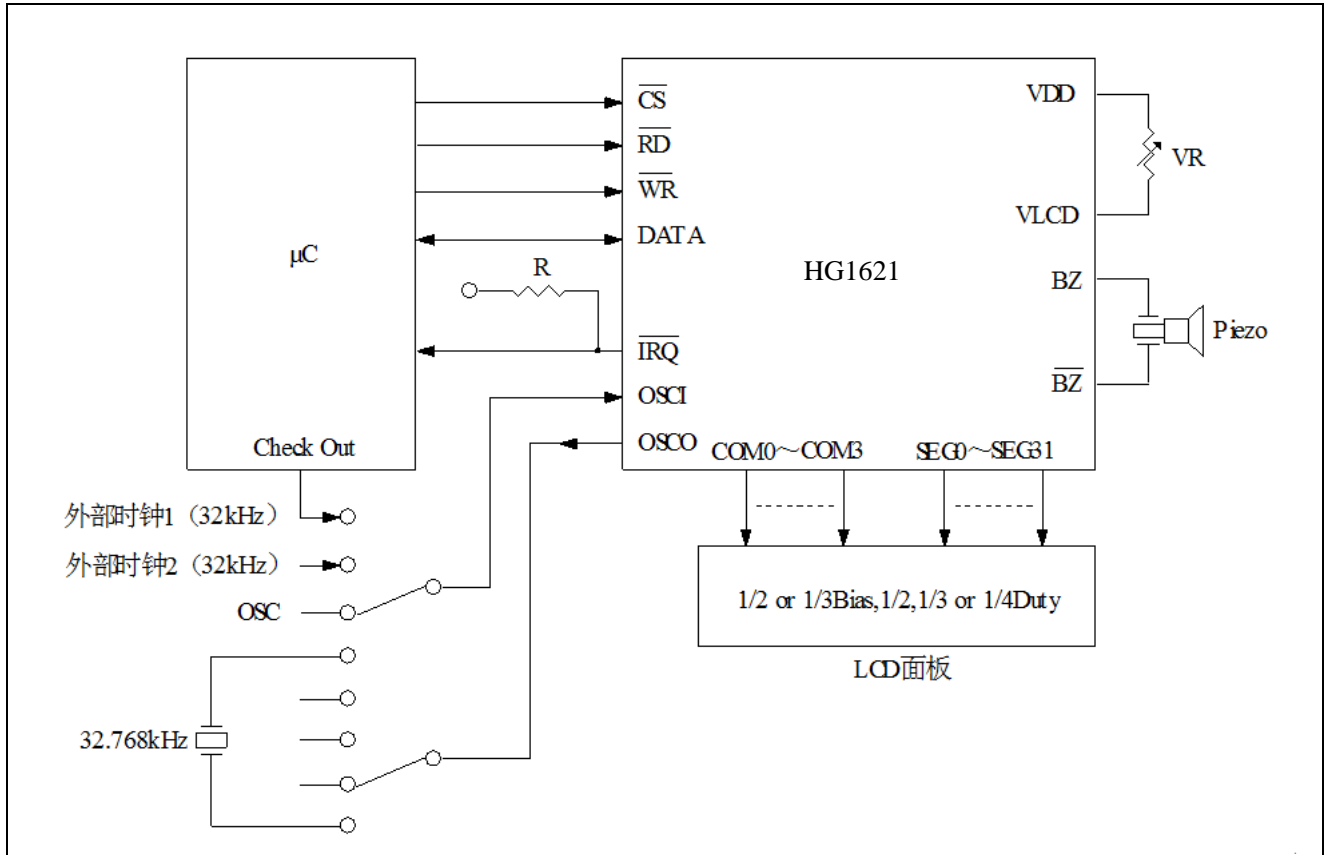 CS
VDD
RD
VR
WR
VLCD
DATA
μC
HG1621
R
BZ
Piezo
IRQ
BZ
OSCI
Check Out
OSCO
COM0～COM3
SEG0～SEG31
外部时钟1（32kHz）
外部时钟2（32kHz）
OSC
1/2 or 1/3Bias,1/2,1/3 or 1/4Duty
LCD面板
32.768kHz